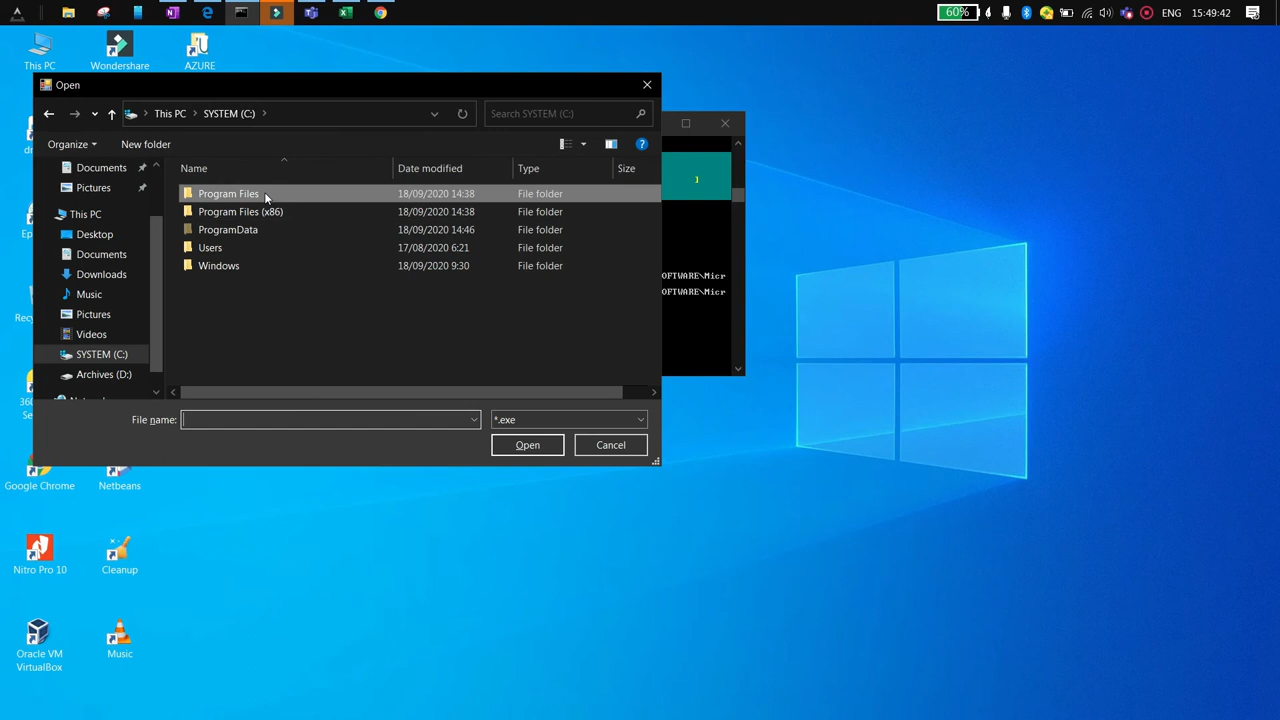 60%
ENG
15:49:42
This PC
Wondershare
AZURE
Open
This PC
SYSTEM (C:)
Search SYSTEM (C:)
Organize
New folder
Documents
Pictures
This PC
Desktop
Documents
Downloads
Music
Pictures
Videos
SYSTEM (C:)
Archives (D:)
Name
Date modified
Type
Size
Program Files
18/09/2020 14:38
File folder
Program Files (x86)
18/09/2020 14:38
File folder
ProgramData
18/09/2020 14:46
File folder
Users
17/08/2020 6:21
File folder
Windows
18/09/2020 9:30
File folder
File name:
*.exe
Open
Cancel
]
OFTWARE\Micr
OFTWARE\Micr
Google Chrome
Netbeans
Nitro Pro 10
Cleanup
Oracle VM
VirtualBox
Music